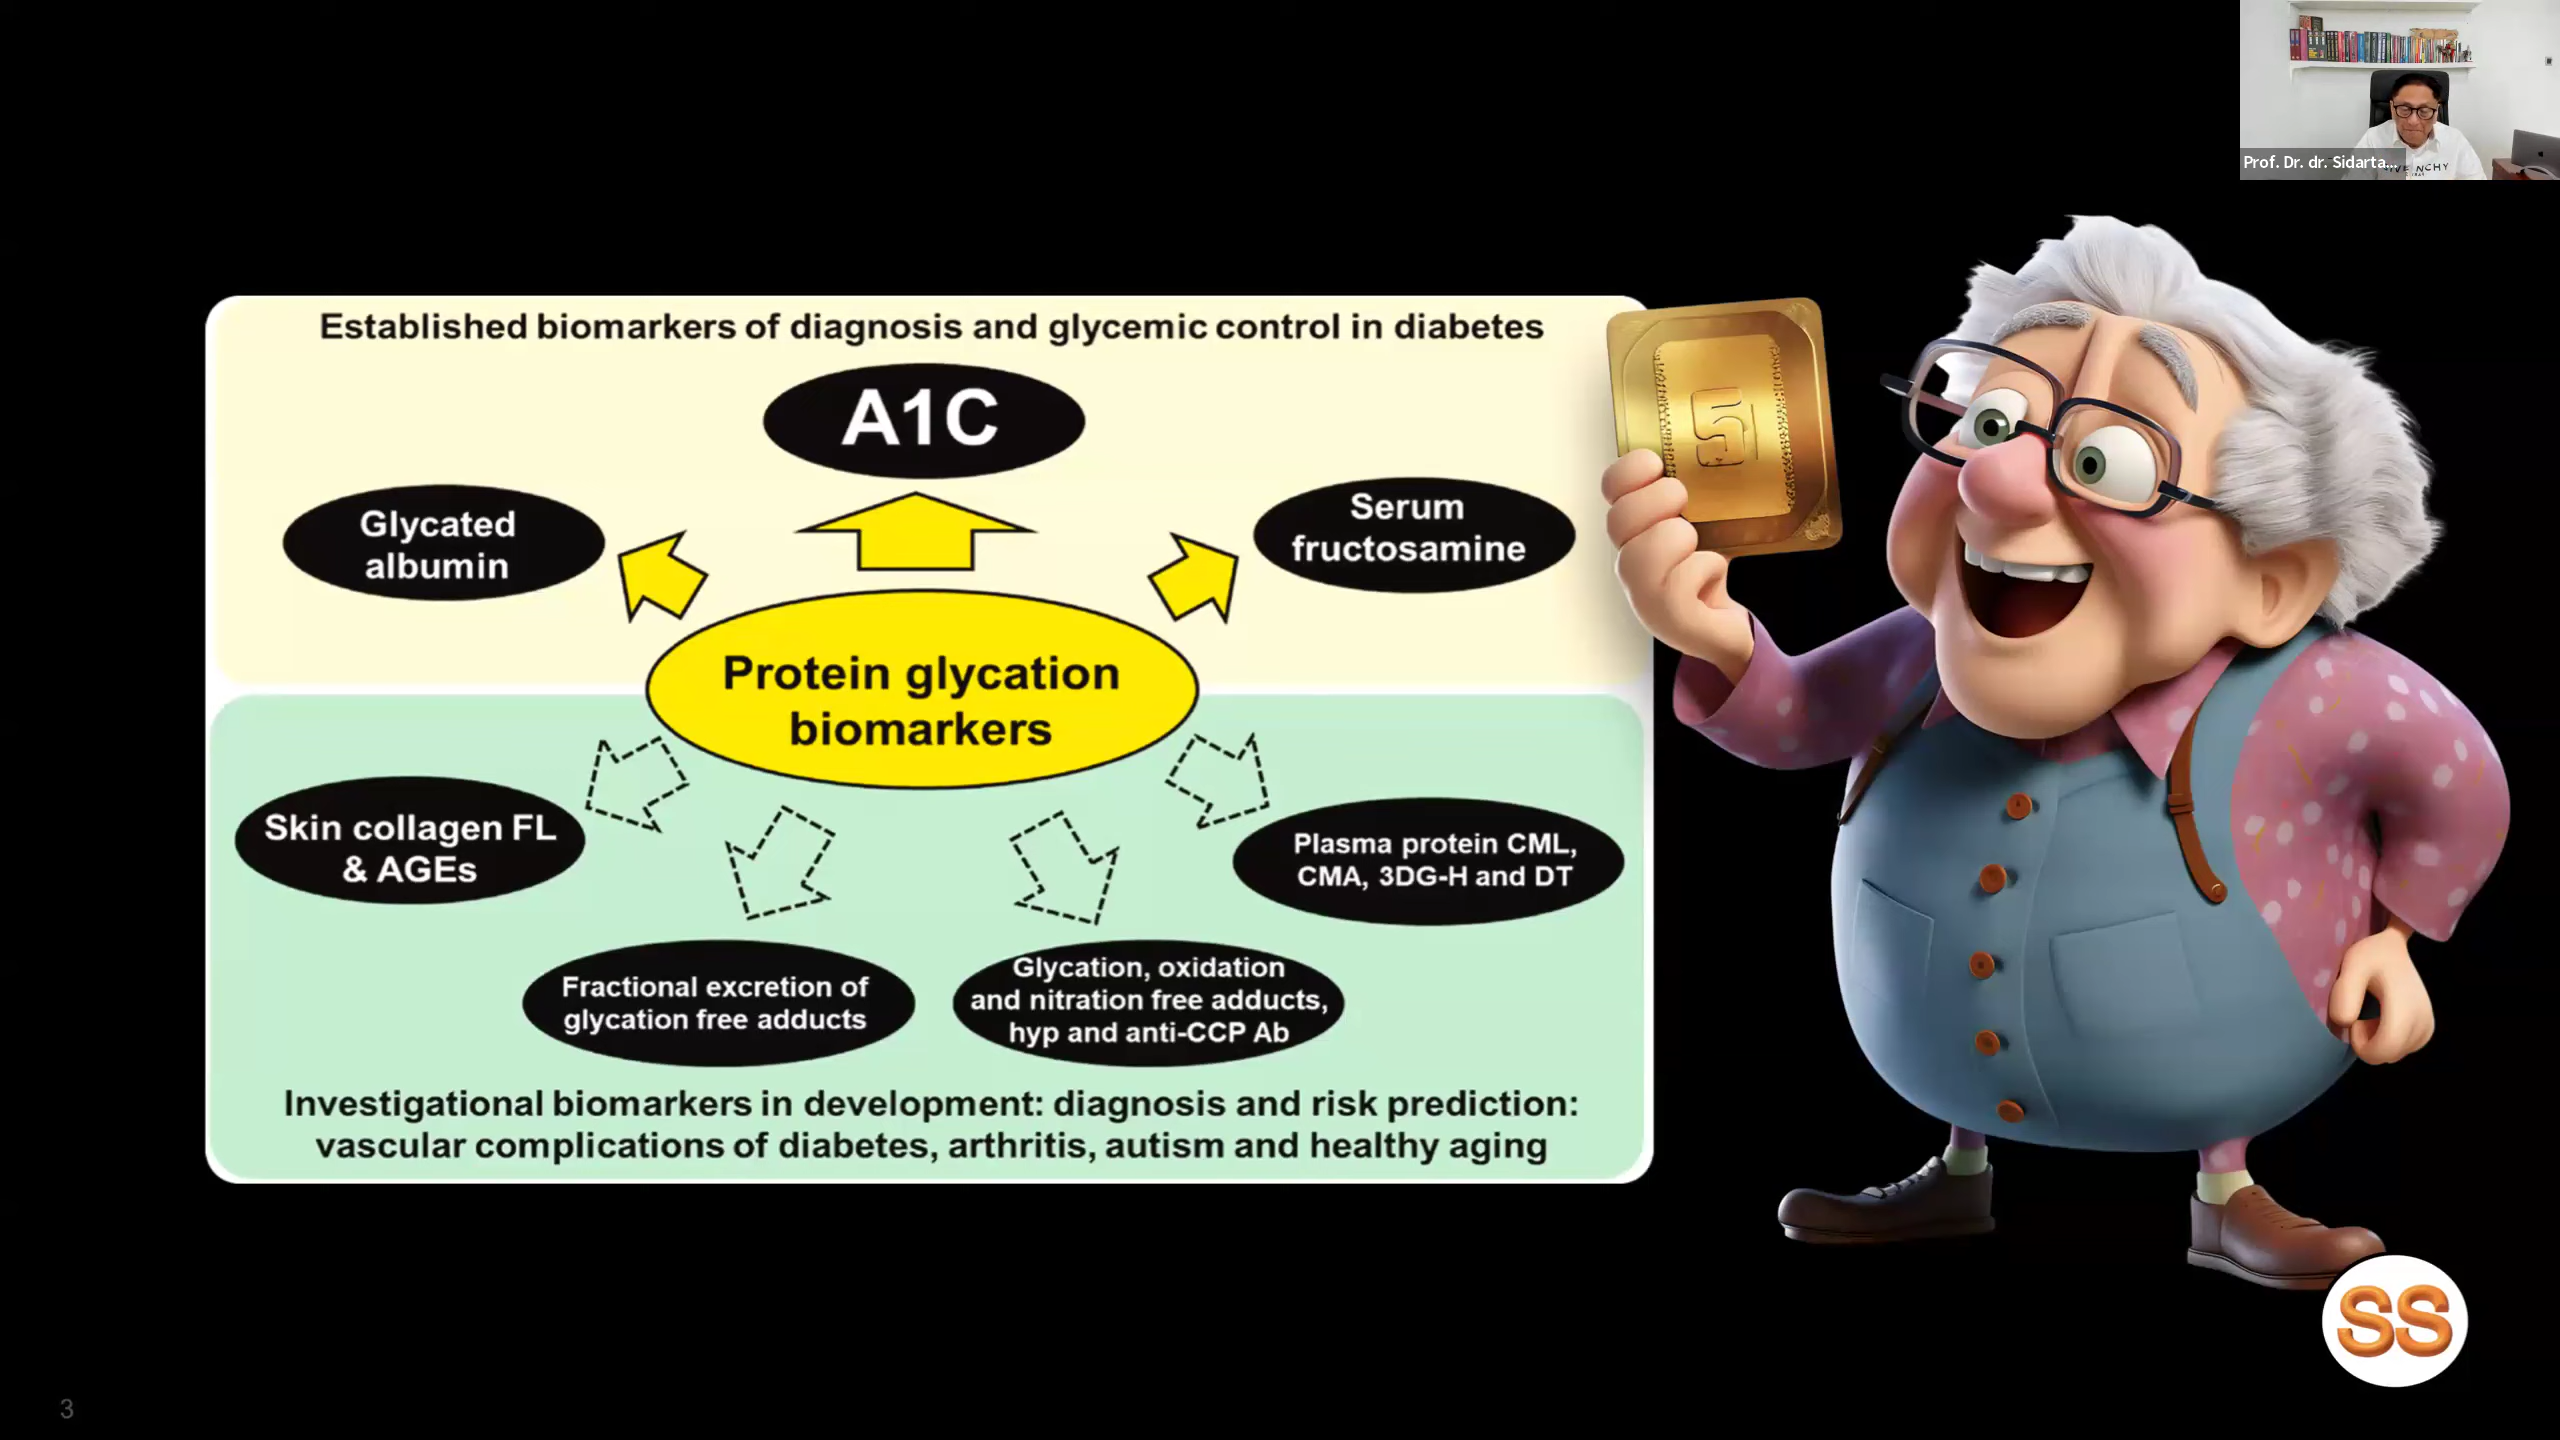 Prof. Dr. dr. Sidarta...
Established biomarkers of diagnosis and glycemic control in diabetes
A1C
Glycated
albumin
Serum
fructosamine
Protein glycation
biomarkers
Skin collagen FL
& AGEs
Plasma protein CML,
CMA, 3DG-H and DT
Fractional excretion of
glycation free adducts
Glycation, oxidation
and nitration free adducts,
hyp and anti-CCP Ab
Investigational biomarkers in development: diagnosis and risk prediction:
vascular complications of diabetes, arthritis, autism and healthy aging
SS
3